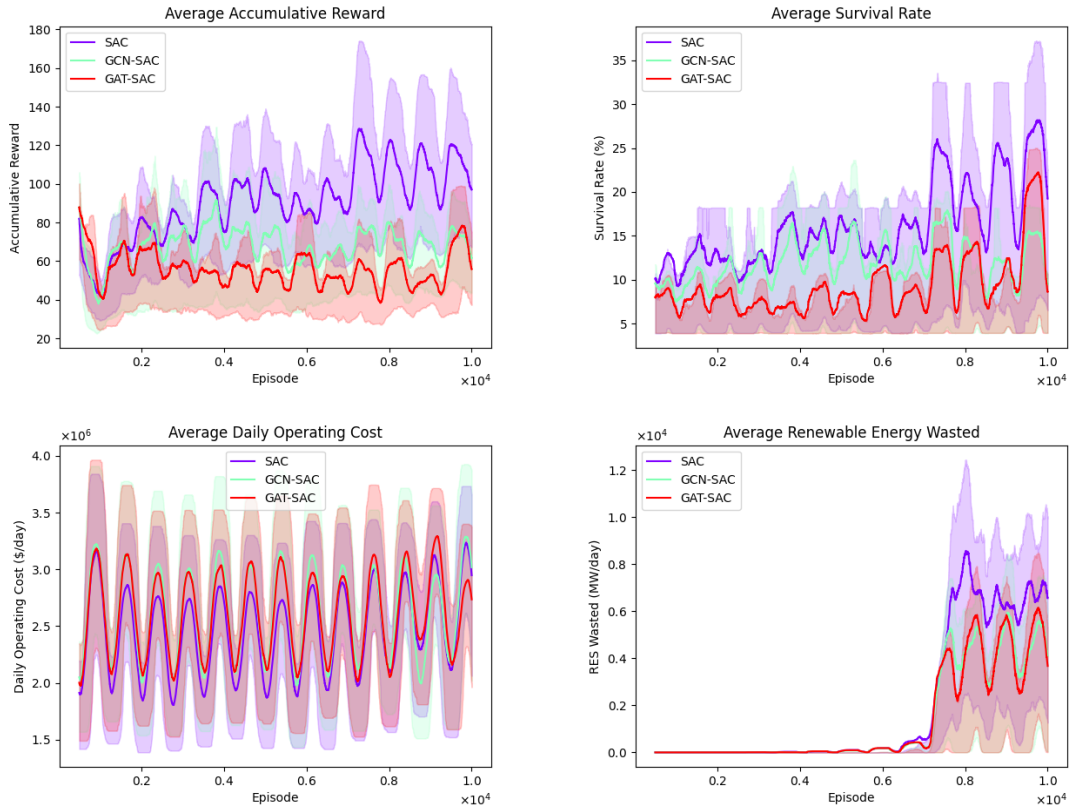 Average Accumulative Reward
180
160
140
120
100
80
60
40
20
Accumulative Reward
SAC
GCN-SAC
GAT-SAC
0.2
0.4
0.6
0.8
1.0
Episode
×10⁴
Average Survival Rate
35
30
25
20
15
10
5
Survival Rate (%)
SAC
GCN-SAC
GAT-SAC
0.2
0.4
0.6
0.8
1.0
Episode
×10⁴
Average Daily Operating Cost
×10⁶
4.0
3.5
3.0
2.5
2.0
1.5
Daily Operating Cost ($/day)
SAC
GCN-SAC
GAT-SAC
0.2
0.4
0.6
0.8
1.0
Episode
×10⁴
Average Renewable Energy Wasted
×10⁴
1.2
1.0
0.8
0.6
0.4
0.2
0.0
RES Wasted (MW/day)
SAC
GCN-SAC
GAT-SAC
0.2
0.4
0.6
0.8
1.0
Episode
×10⁴